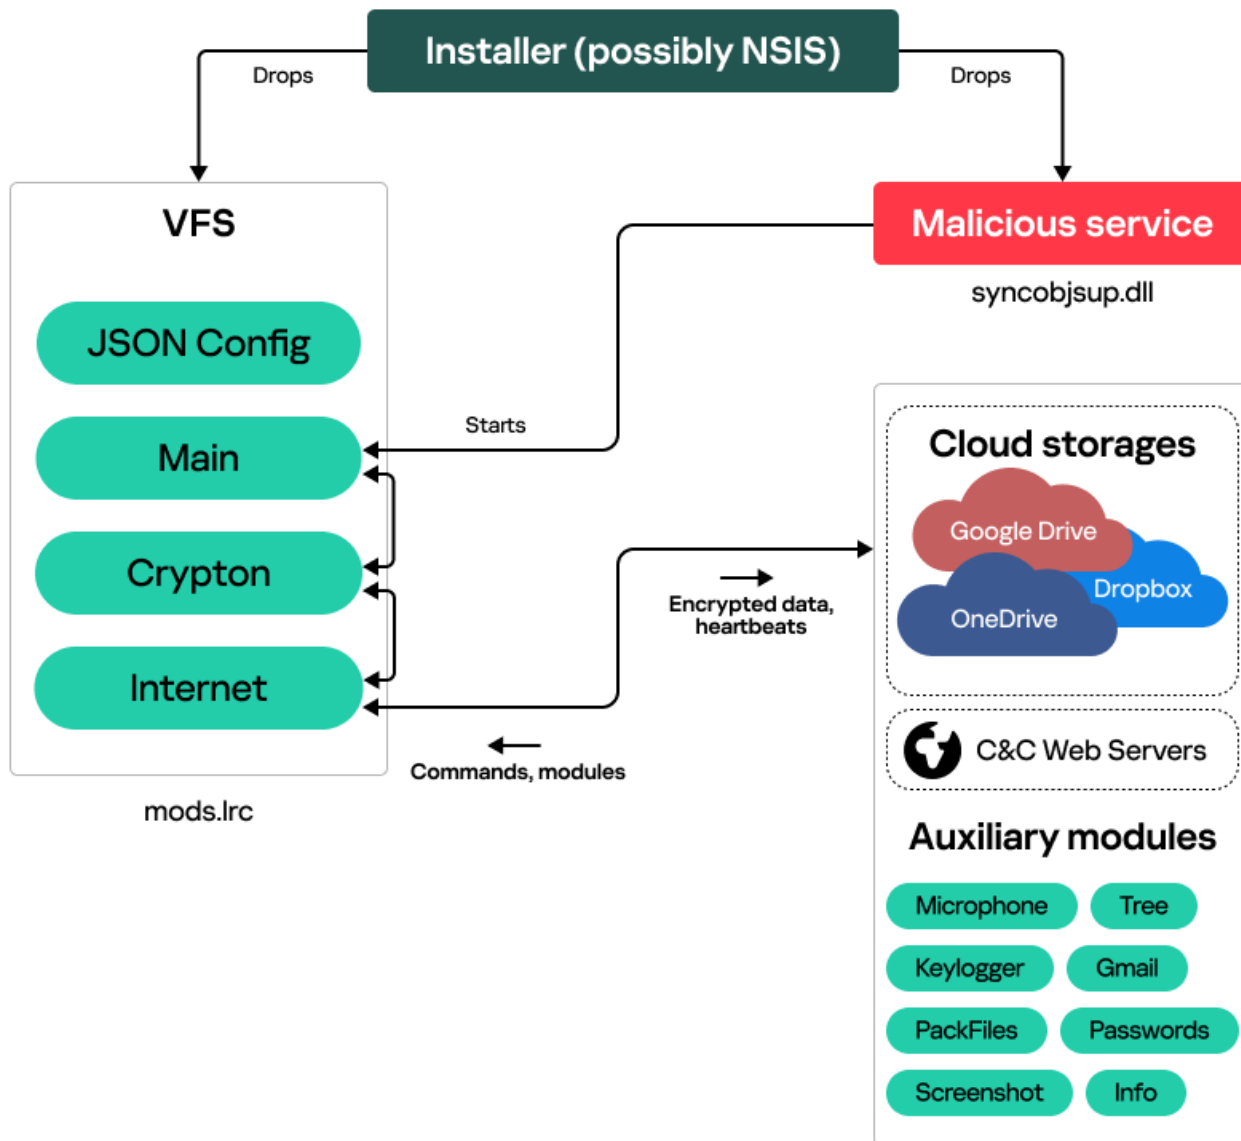 Installer (possibly NSIS)
Drops
Drops
VFS
JSON Config
Main
Crypton
Internet
mods.lrc
Malicious service
syncobjsup.dll
Starts
Encrypted data,
heartbeats
Commands, modules
Cloud storages
Google Drive
Dropbox
OneDrive
C&C Web Servers
Auxiliary modules
Microphone
Tree
Keylogger
Gmail
PackFiles
Passwords
Screenshot
Info